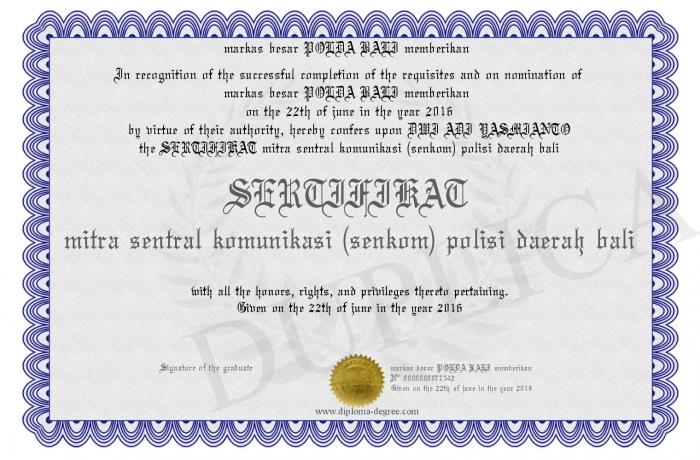 markas besar POLDA BALI memberikan
In recognition of the successful completion of the requisites and on nomination of
markas besar POLDA BALI memberikan
on the 22th of june in the year 2016
by virtue of their authority, hereby confers upon DWI ADI YASMIANTO
the SERTIFIKAT mitra sentral komunikasi (senkom) polisi daerah bali
SERTIFIKAT
mitra sentral komunikasi (senkom) polisi daerah bali
DUPLICA
with all the honors, rights, and privileges thereto pertaining.
Given on the 22th of june in the year 2016
Signature of the graduate
markas besar POLDA BALI memberikan
N° 0000000077542
Given on the 22th of june in the year 2016
www.diploma-degree.com